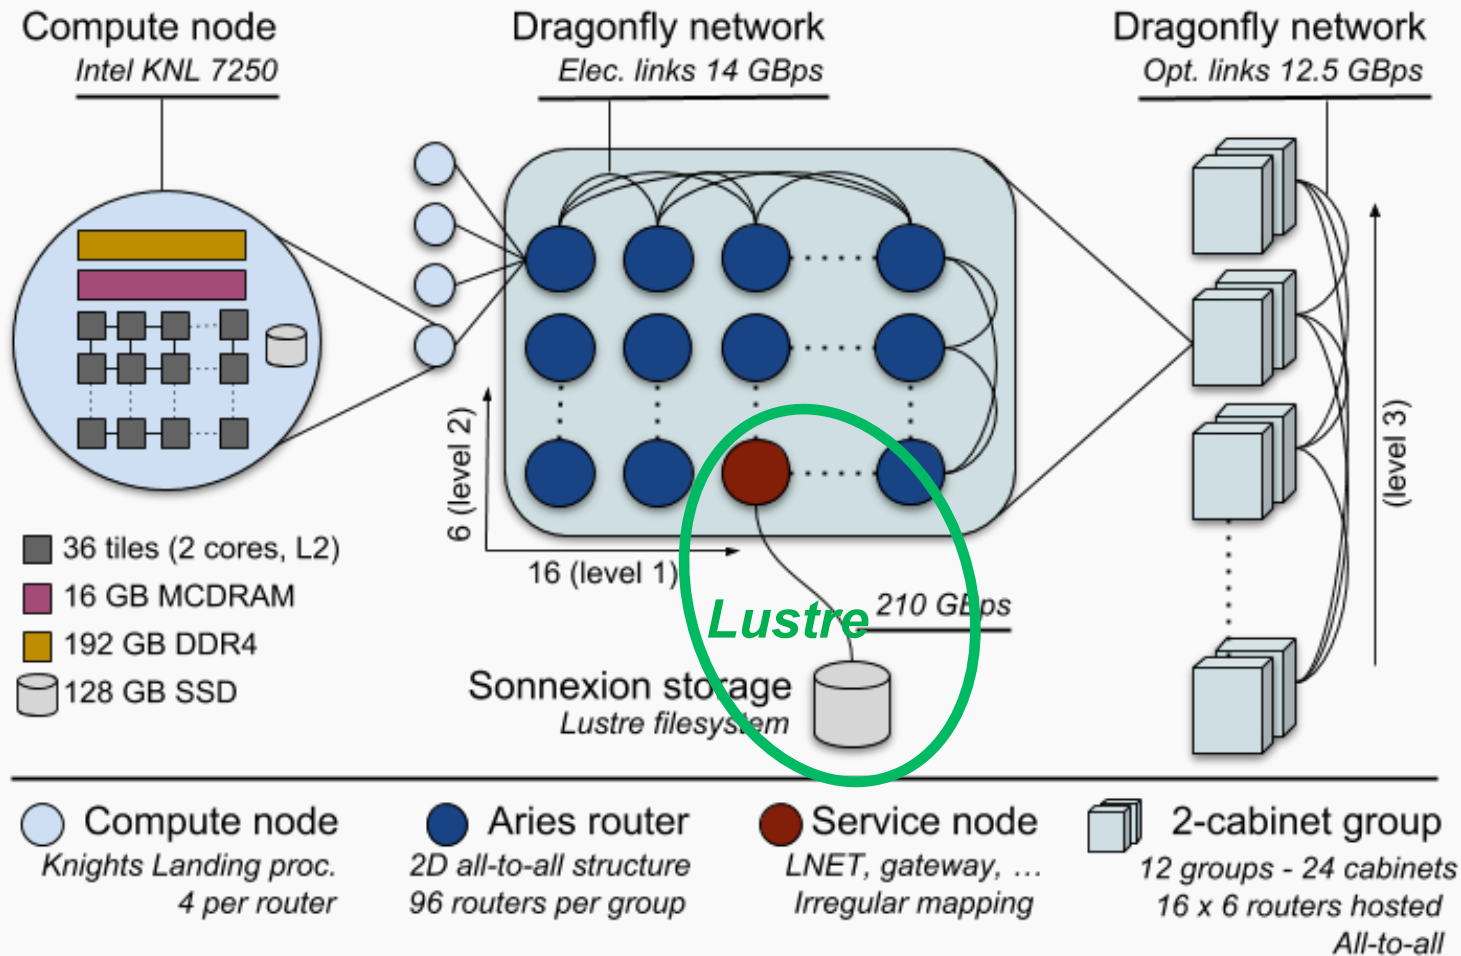 Compute node
Intel KNL 7250
Dragonfly network
Elec. links 14 GBps
Dragonfly network
Opt. links 12.5 GBps
6 (level 2)
16 (level 1)
(level 3)
36 tiles (2 cores, L2)
16 GB MCDRAM
192 GB DDR4
128 GB SSD
Lustre
210 GBps
Sonnexion storage
Lustre filesystem
Compute node
Knights Landing proc.
4 per router
Aries router
2D all-to-all structure
96 routers per group
Service node
LNET, gateway, …
Irregular mapping
2-cabinet group
12 groups - 24 cabinets
16 x 6 routers hosted
All-to-all